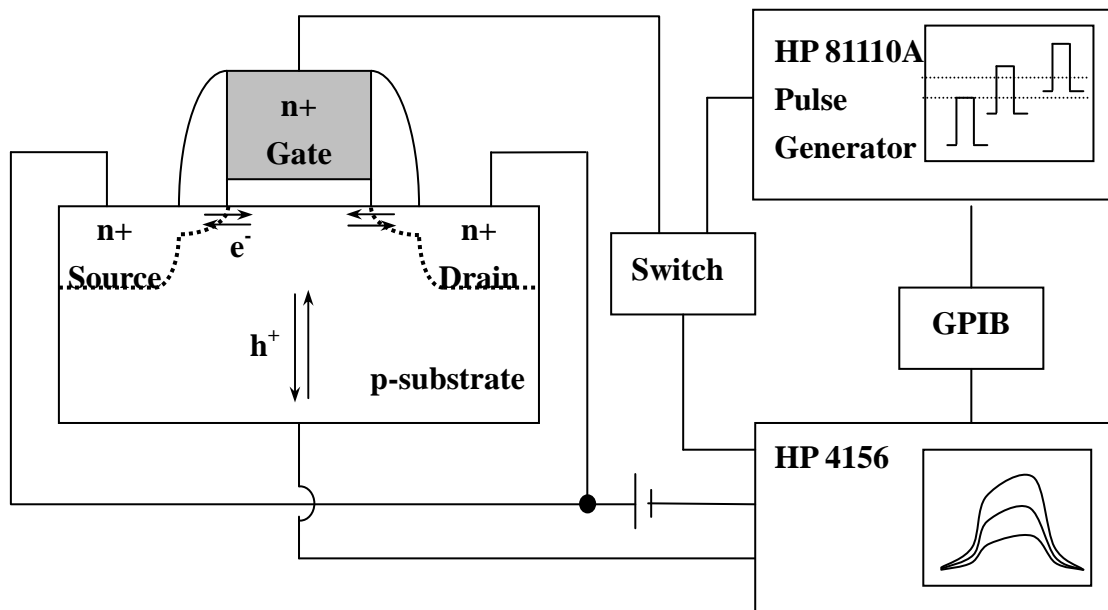 HP 81110A
Pulse
Generator
n+
Gate
n+
Source
e-
n+
Drain
h+
p-substrate
Switch
GPIB
HP 4156